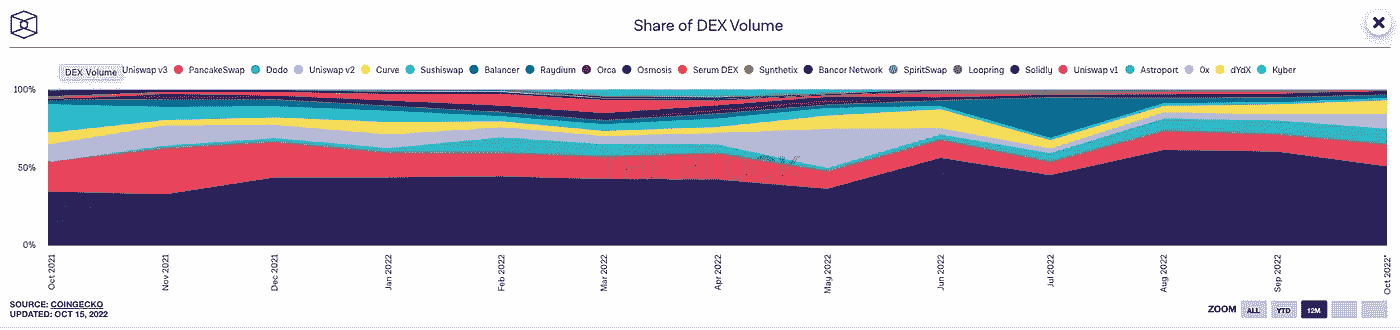 Share of DEX Volume
DEX Volume Uniswap v3 PancakeSwap Dodo Uniswap v2 Curve Sushiswap Balancer Raydium Orca Osmosis Serum DEX Synthetix Bancor Network SpiritSwap Loopring Solidly Uniswap v1 Astroport 0x dYdX Kyber
100%
50%
0%
Oct 2021 Nov 2021 Dec 2021 Jan 2022 Feb 2022 Mar 2022 Apr 2022 May 2022 Jun 2022 Jul 2022 Aug 2022 Sep 2022 Oct 2022*
SOURCE: COINGECKO
UPDATED: OCT 15, 2022
ZOOM ALL YTD 12M